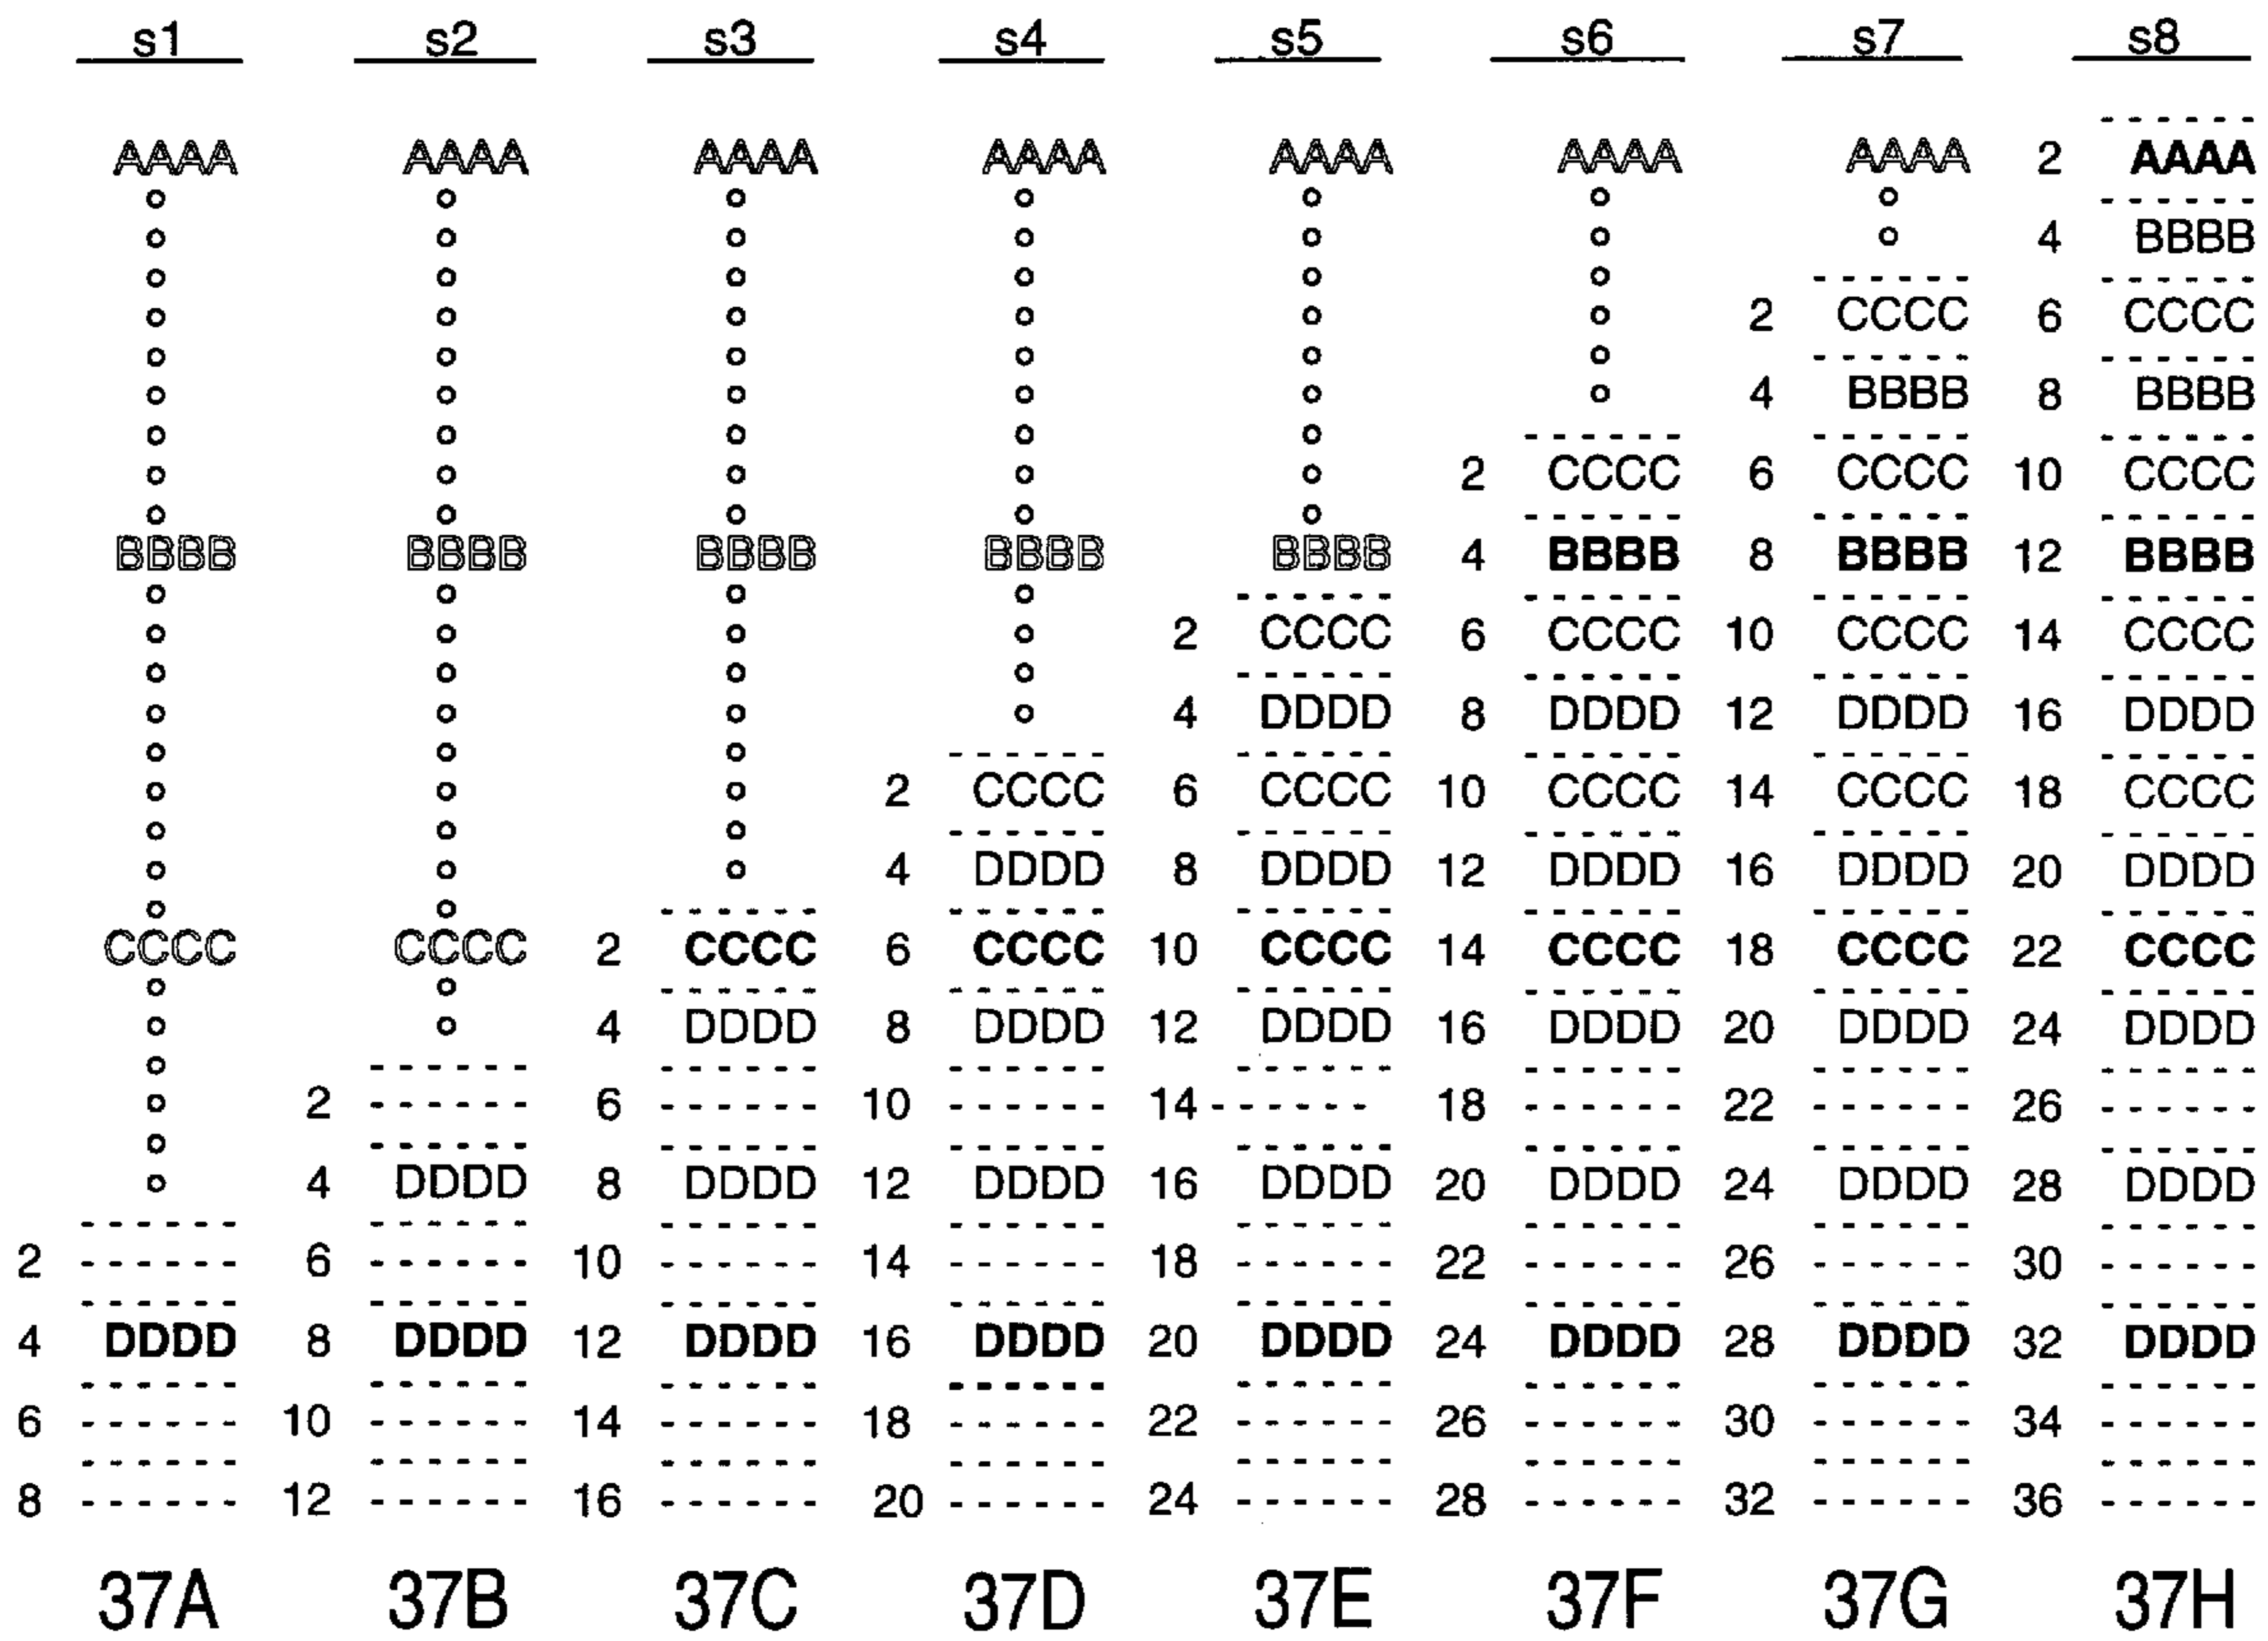 s1 s2 s3 s4 s5 s6 s7 s8
AAAA AAAA AAAA AAAA AAAA AAAA AAAA 2 AAAA
4 BBBB
2 CCCC 6 CCCC
4 BBBB 8 BBBB
2 CCCC 6 CCCC 10 CCCC
BBBB BBBB BBBB BBBB BBBB 4 BBBB 8 BBBB 12 BBBB
2 CCCC 6 CCCC 10 CCCC 14 CCCC
4 DDDD 8 DDDD 12 DDDD 16 DDDD
2 CCCC 6 CCCC 10 CCCC 14 CCCC 18 CCCC
4 DDDD 8 DDDD 12 DDDD 16 DDDD 20 DDDD
CCCC CCCC 2 CCCC 6 CCCC 10 CCCC 14 CCCC 18 CCCC 22 CCCC
4 DDDD 8 DDDD 12 DDDD 16 DDDD 20 DDDD 24 DDDD
2 6 10 14 18 22 26
4 DDDD 8 DDDD 12 DDDD 16 DDDD 20 DDDD 24 DDDD 28 DDDD
2 6 10 14 18 22 26 30
4 DDDD 8 DDDD 12 DDDD 16 DDDD 20 DDDD 24 DDDD 28 DDDD 32 DDDD
6 10 14 18 22 26 30 34
8 12 16 20 24 28 32 36
37A 37B 37C 37D 37E 37F 37G 37H